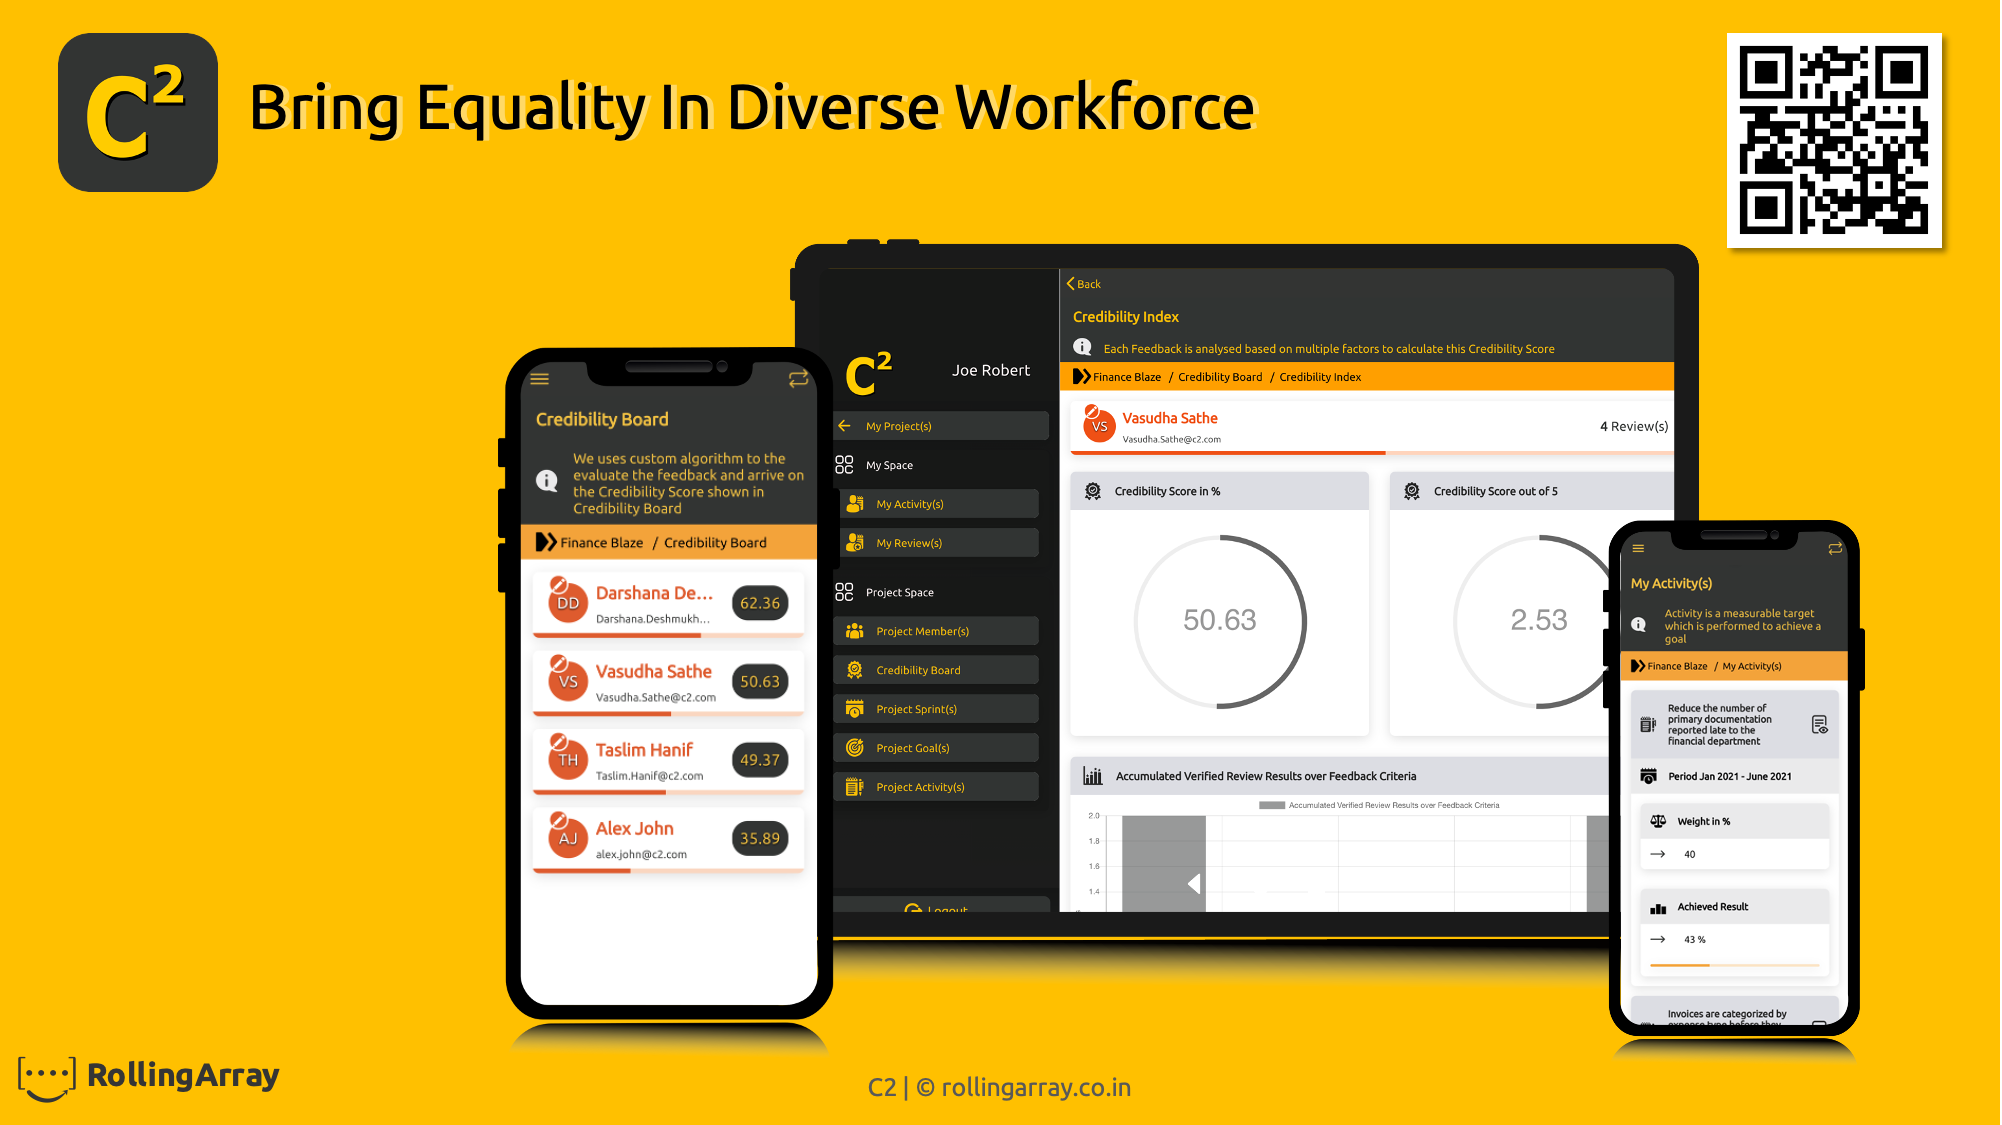 C²
Bring Equality In Diverse Workforce
Credibility Board
We uses custom algorithm to the
evaluate the feedback and arrive on
the Credibility Score shown in
Credibility Board
Finance Blaze / Credibility Board
DD
Darshana De...
Darshana.Deshmukh...
62.36
VS
Vasudha Sathe
Vasudha.Sathe@c2.com
50.63
TH
Taslim Hanif
Taslim.Hanif@c2.com
49.37
AJ
Alex John
alex.john@c2.com
35.89
C²
Joe Robert
My Project(s)
My Space
My Activity(s)
My Review(s)
Project Space
Project Member(s)
Credibility Board
Project Sprint(s)
Project Goal(s)
Project Activity(s)
Logout
Back
Credibility Index
Each Feedback is analysed based on multiple factors to calculate this Credibility Score
Finance Blaze / Credibility Board / Credibility Index
VS
Vasudha Sathe
Vasudha.Sathe@c2.com
4 Review(s)
Credibility Score in %
50.63
Credibility Score out of 5
2.53
Accumulated Verified Review Results over Feedback Criteria
Accumulated Verified Review Results over Feedback Criteria
2.0
1.8
1.6
1.4
My Activity(s)
Activity is a measurable target
which is performed to achieve a
goal
Finance Blaze / My Activity(s)
Reduce the number of
primary documentation
reported late to the
financial department
Period Jan 2021 - June 2021
Weight in %
40
Achieved Result
43 %
Invoices are categorized by
expense type before they
RollingArray
C2 | © rollingarray.co.in